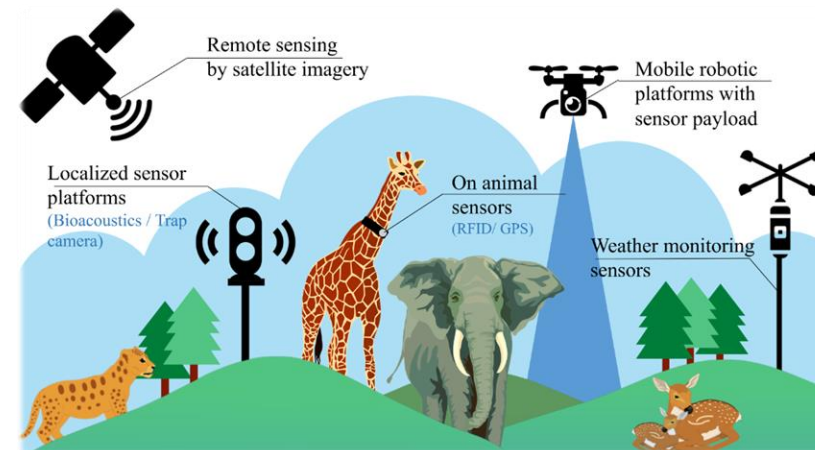 Remote sensing
by satellite imagery
Mobile robotic
platforms with
sensor payload
Localized sensor
platforms
(Bioacoustics / Trap
camera)
On animal
sensors
(RFID/ GPS)
Weather monitoring
sensors